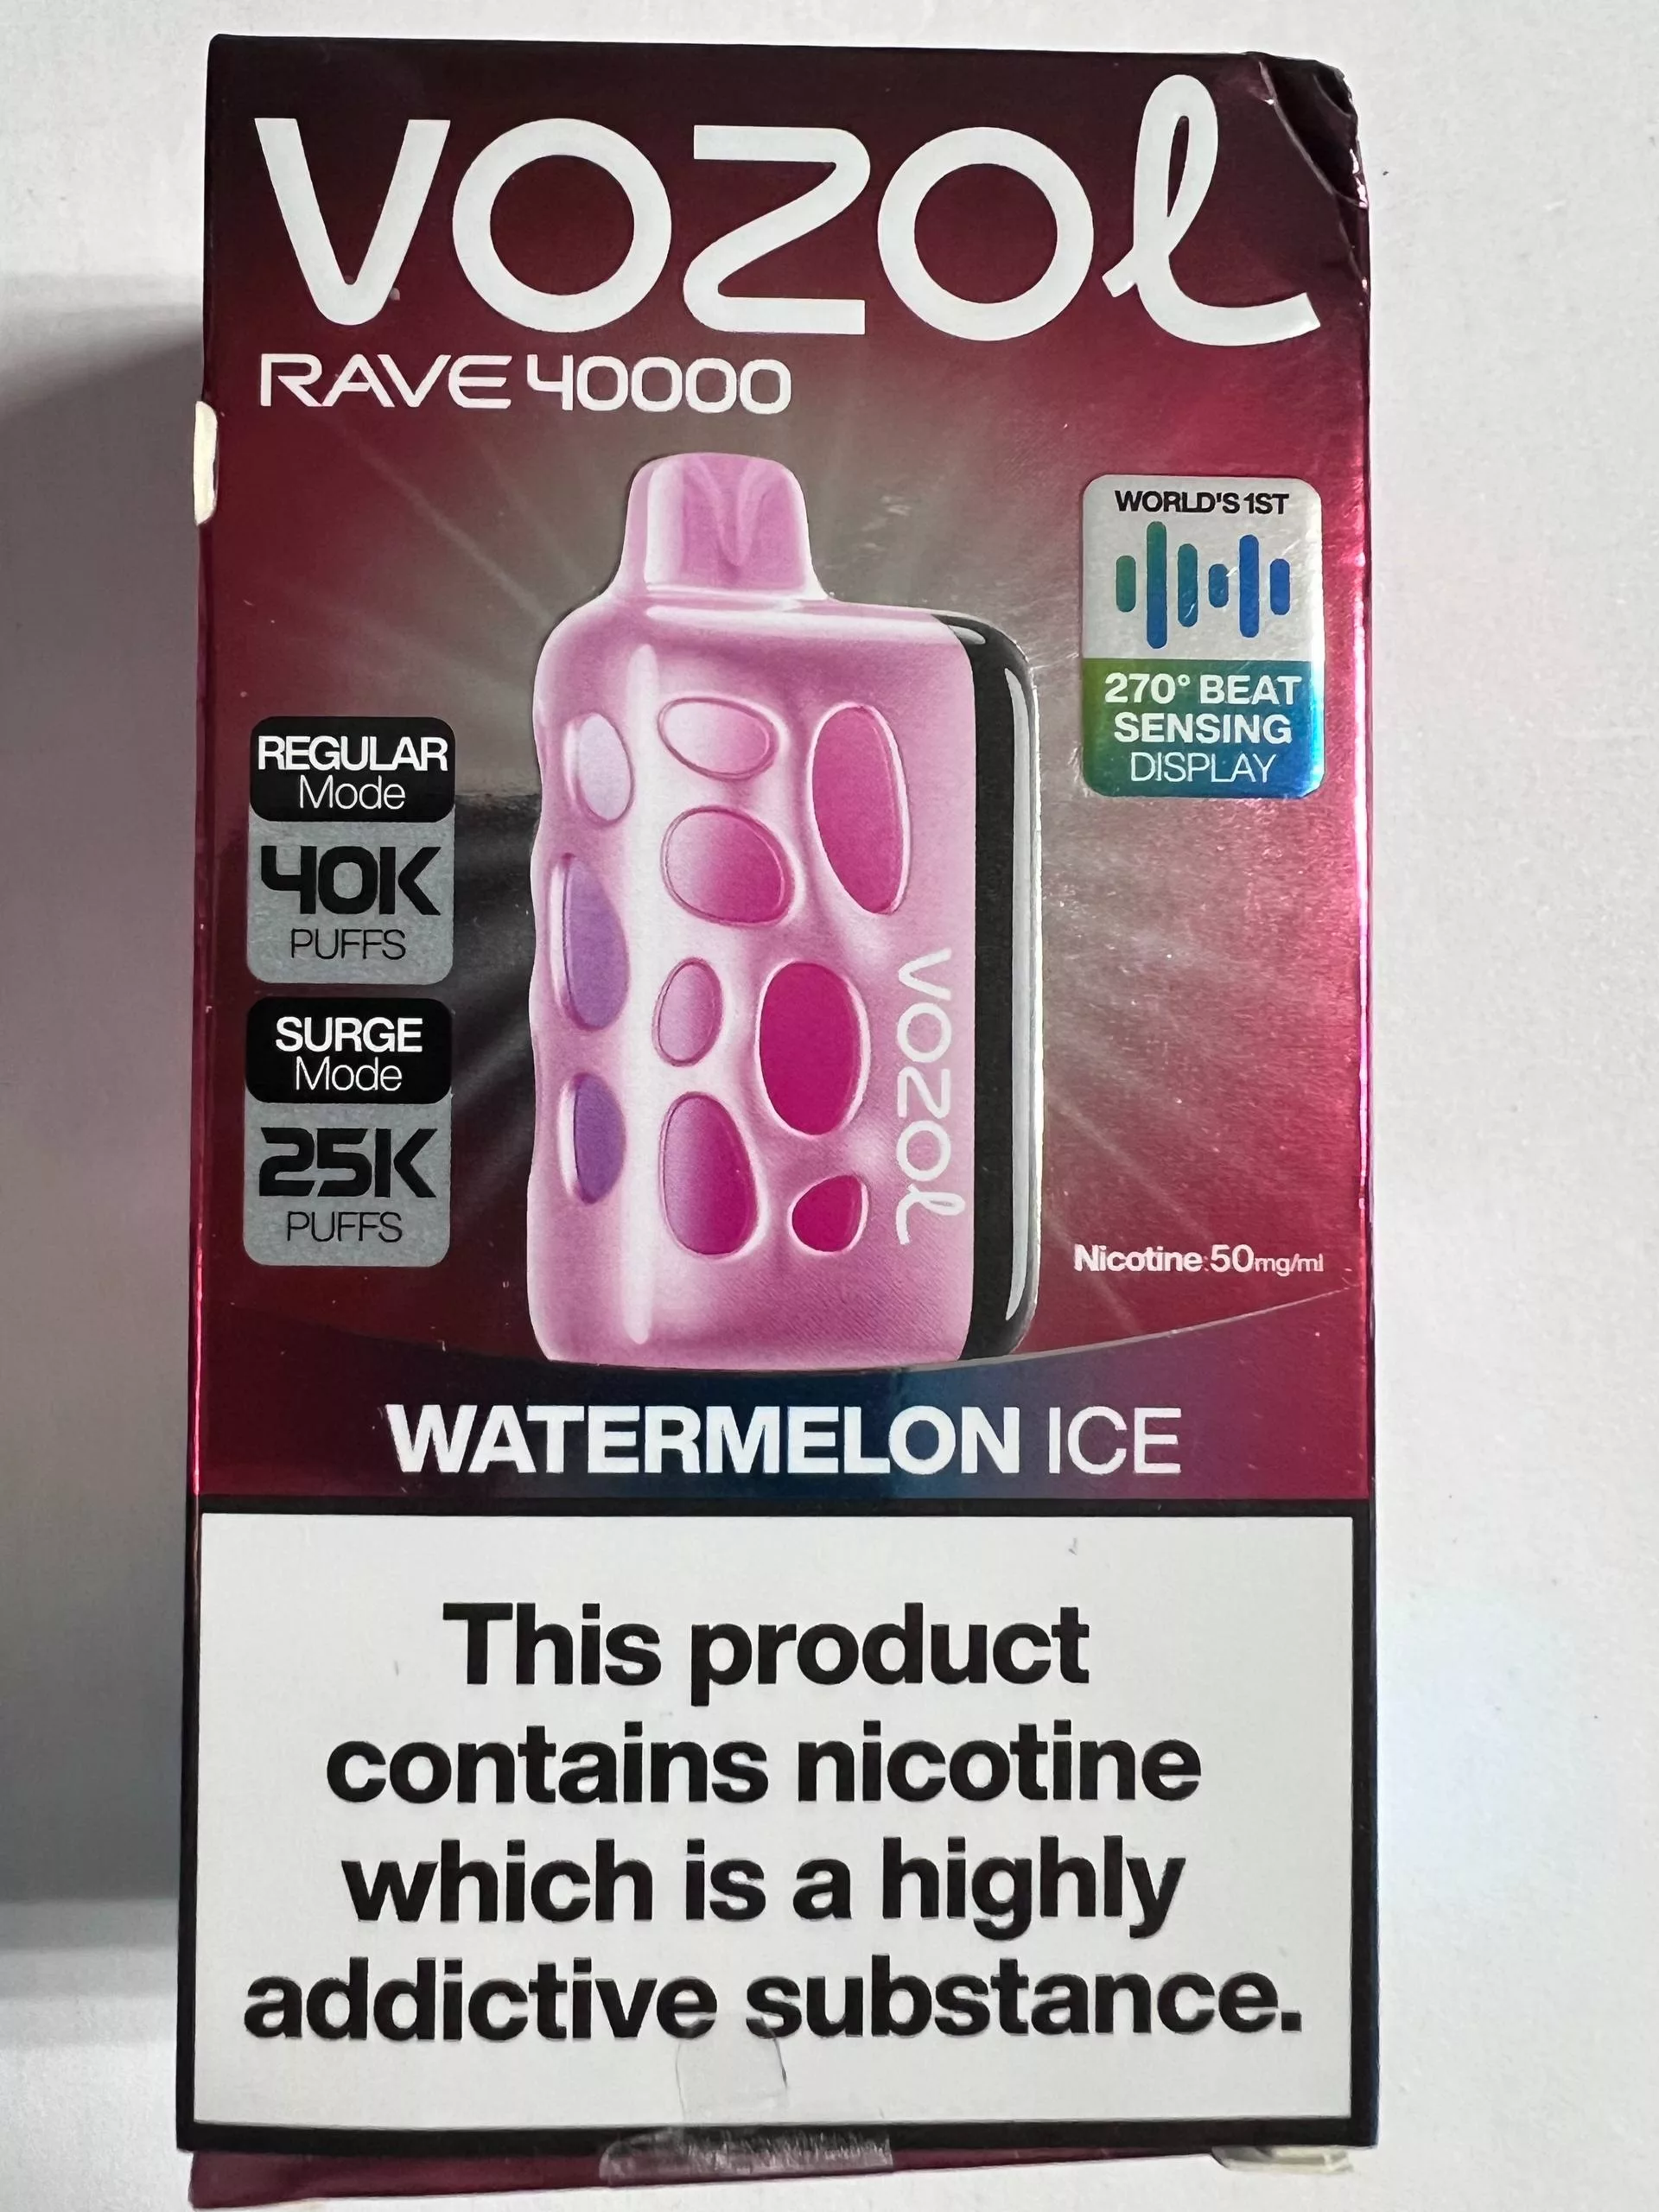 VOZOL
RAVE 40000
WORLD'S 1ST
270° BEAT
SENSING
DISPLAY
REGULAR
Mode
40K
PUFFS
SURGE
Mode
25K
PUFFS
VOZOL
Nicotine:50mg/ml
WATERMELON ICE
This product
contains nicotine
which is a highly
addictive substance.